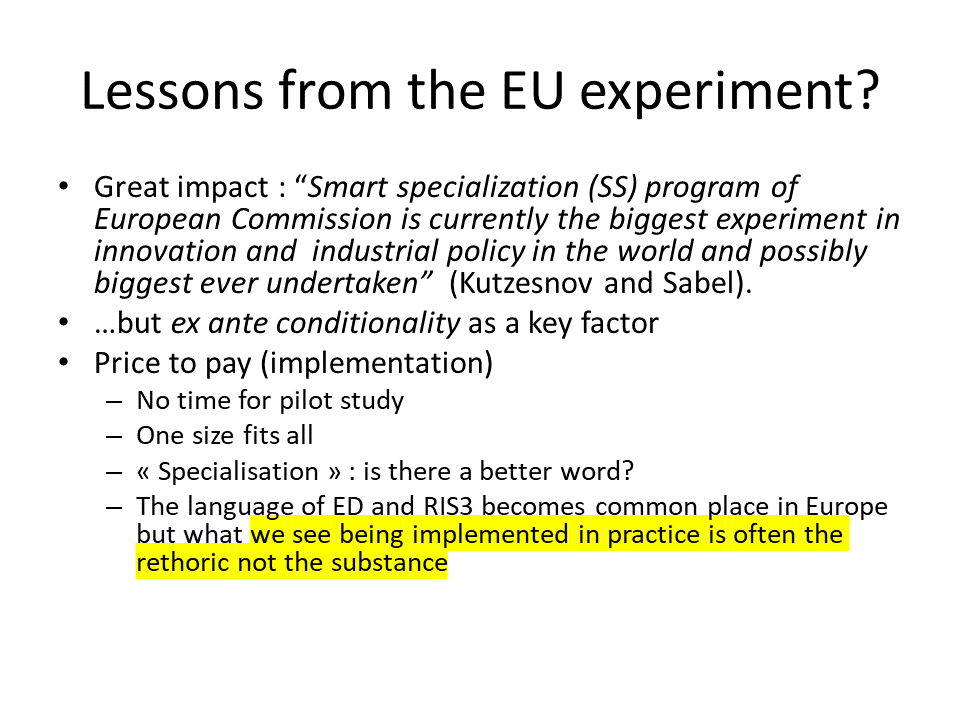 Lessons from the EU experiment?
• Great impact : “Smart specialization (SS) program of
European Commission is currently the biggest experiment in
innovation and  industrial policy in the world and possibly
biggest ever undertaken”  (Kutzesnov and Sabel).
• …but ex ante conditionality as a key factor
• Price to pay (implementation)
– No time for pilot study
– One size fits all
– « Specialisation » : is there a better word?
– The language of ED and RIS3 becomes common place in Europe
but what we see being implemented in practice is often the
rethoric not the substance